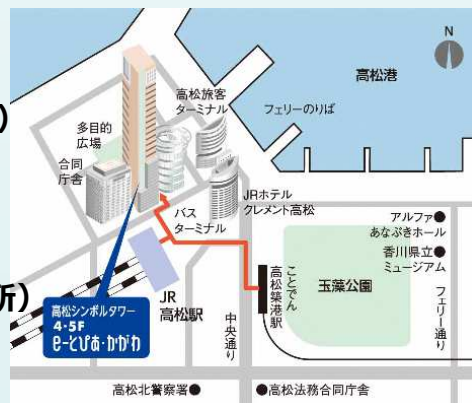 )
所)
N
高松港
高松旅客
ターミナル
フェリーのりば
多目的
広場
合同
庁舎
JRホテル
クレメント高松
バス
ターミナル
アルファ
あなぶきホール
香川県立
ミュージアム
玉藻公園
ことでん
高松築港駅
JR
高松駅
高松シンボルタワー
4・5F
e-とぴあ・かがわ
中央通り
フェリー通り
高松北警察署
高松法務合同庁舎